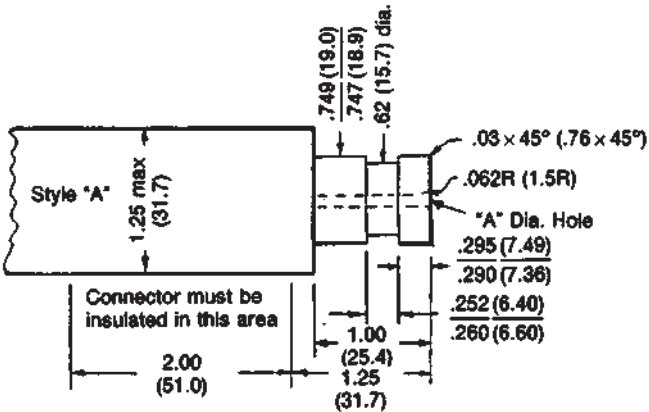 .749 (19.0)
.747 (18.9)
.62 (15.7) dia.
.03 × 45° (.76 × 45°)
.062R (1.5R)
"A" Dia. Hole
Style "A"
1.25 max
(31.7)
.295 (7.49)
.290 (7.36)
.252 (6.40)
.260 (6.60)
Connector must be
insulated in this area
1.00
(25.4)
2.00
(51.0)
1.25
(31.7)